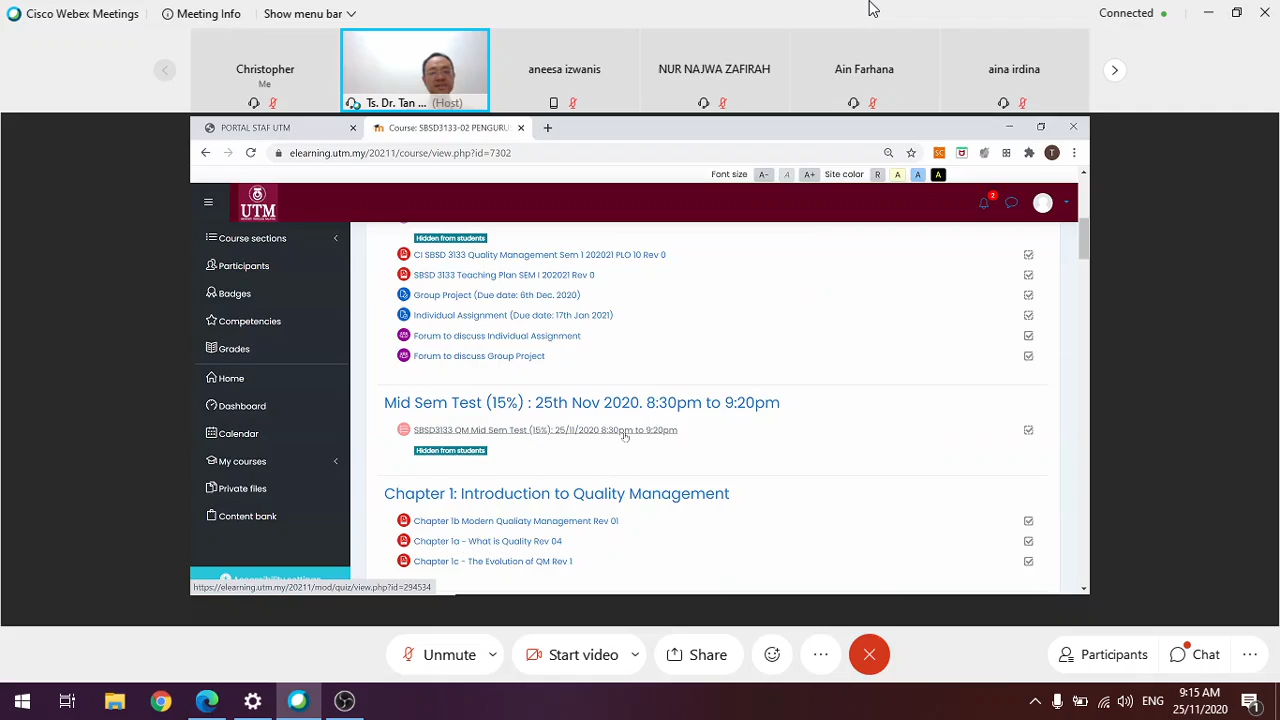 Cisco Webex Meetings
Meeting Info
Show menu bar
Connected
Christopher
Me
Ts. Dr. Tan ... (Host)
aneesa izwanis
NUR NAJWA ZAFIRAH
Ain Farhana
aina irdina
PORTAL STAF UTM
Course: SBSD3133-02 PENGURUS
elearning.utm.my/20211/course/view.php?id=7302
SC
T
Font size A- A A+ Site color R A A A
UTM
2
Course sections
Participants
Badges
Competencies
Grades
Home
Dashboard
Calendar
My courses
Private files
Content bank
Accessibility settings
Hidden from students
CI SBSD 3133 Quality Management Sem 1 202021 PLO 10 Rev 0
SBSD 3133 Teaching Plan SEM I 202021 Rev 0
Group Project (Due date: 6th Dec. 2020)
Individual Assignment (Due date: 17th Jan 2021)
Forum to discuss Individual Assignment
Forum to discuss Group Project
Mid Sem Test (15%) : 25th Nov 2020. 8:30pm to 9:20pm
SBSD3133 QM Mid Sem Test (15%): 25/11/2020 8:30pm to 9:20pm
Hidden from students
Chapter 1: Introduction to Quality Management
Chapter 1b Modern Qualiaty Management Rev 01
Chapter 1a - What is Quality Rev 04
Chapter 1c - The Evolution of QM Rev 1
https://elearning.utm.my/20211/mod/quiz/view.php?id=294534
Unmute
Start video
Share
Participants
Chat
ENG
9:15 AM
25/11/2020
1